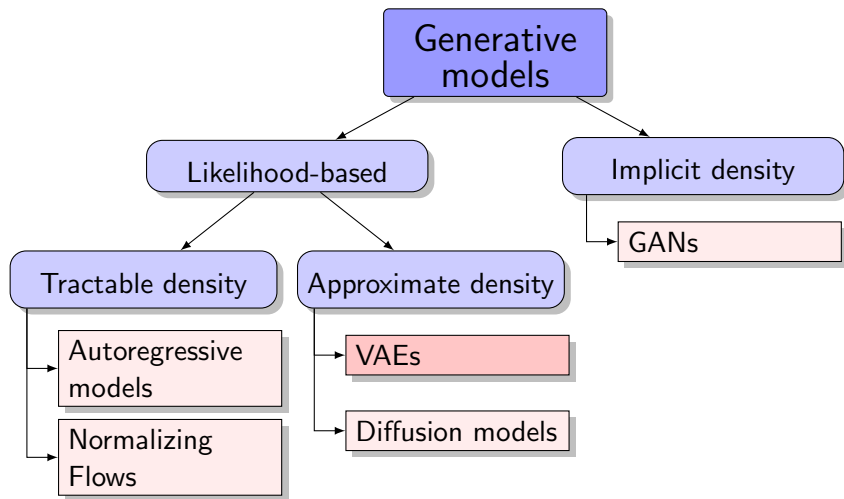 Generative
models
Likelihood-based
Implicit density
GANs
Tractable density
Approximate density
Autoregressive
models
VAEs
Normalizing
Flows
Diffusion models